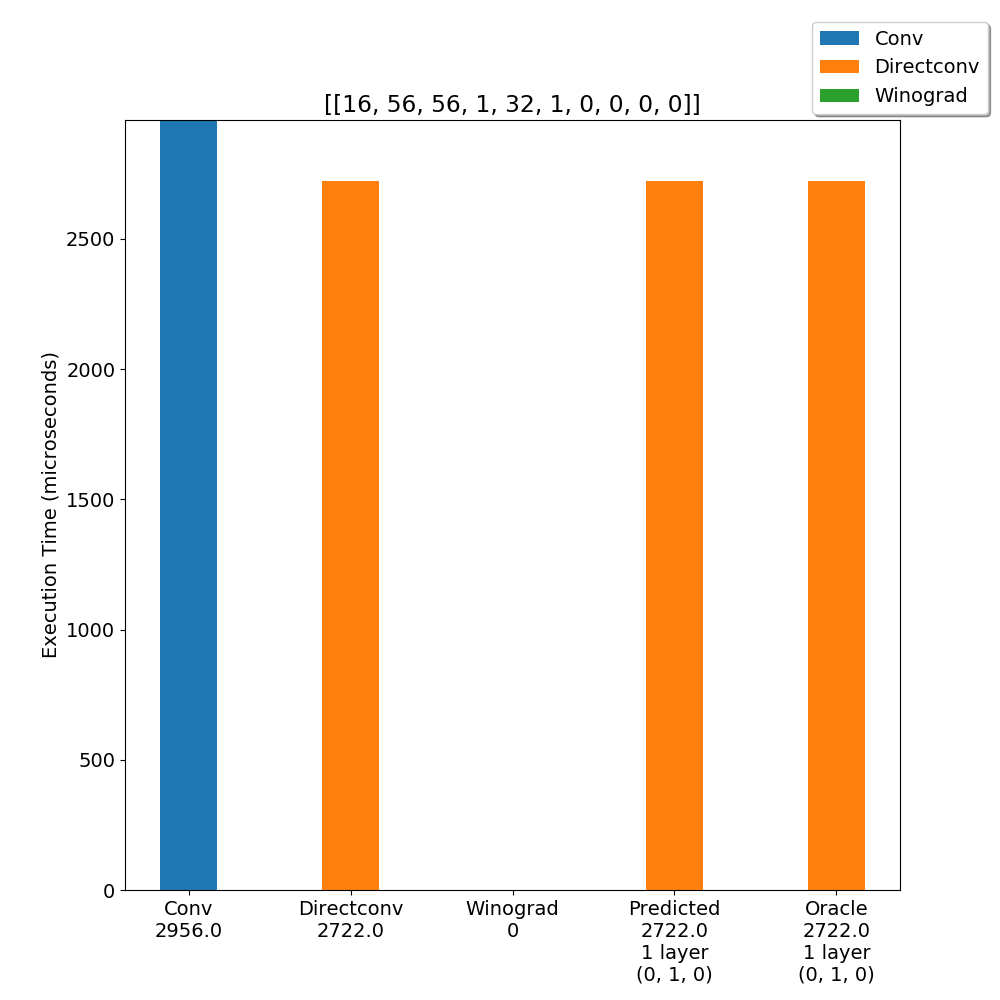 Conv
Directconv
Winograd
[[16, 56, 56, 1, 32, 1, 0, 0, 0, 0]]
Execution Time (microseconds)
2500
2000
1500
1000
500
0
Conv
2956.0
Directconv
2722.0
Winograd
0
Predicted
2722.0
1 layer
(0, 1, 0)
Oracle
2722.0
1 layer
(0, 1, 0)